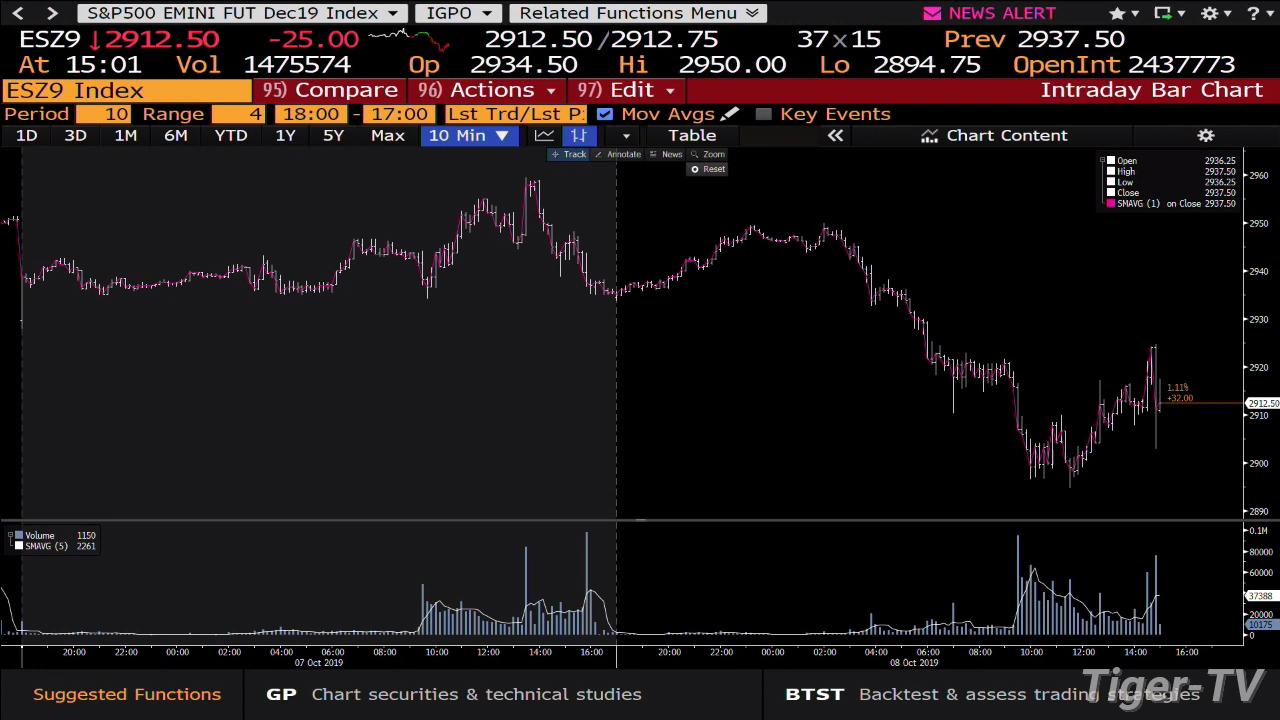 S&P500 EMINI FUT Dec19 Index IGPO Related Functions Menu NEWS ALERT ?
ESZ9 ↓2912.50 -25.00 2912.50/2912.75 37×15 Prev 2937.50
At 15:01 Vol 1475574 Op 2934.50 Hi 2950.00 Lo 2894.75 OpenInt 2437773
ESZ9 Index 95) Compare 96) Actions 97) Edit Intraday Bar Chart
Period 10 Range 4 18:00 - 17:00 Lst Trd/Lst P Mov Avgs Key Events
1D 3D 1M 6M YTD 1Y 5Y Max 10 Min ▼ Table « Chart Content
Track Annotate News Zoom
Reset
Open 2936.25
High 2937.50
Low 2936.25
Close 2937.50
SMAVG (1) on Close 2937.50
2960
2950
2940
2930
2920
1.11%
+32.00
2912.50
2910
2900
2890
Volume 1150
SMAVG (5) 2261
0.1M
80000
60000
37388
20000
10175
0
20:00 22:00 00:00 02:00 04:00 06:00 08:00 10:00 12:00 14:00 16:00 20:00 22:00 00:00 02:00 04:00 06:00 08:00 10:00 12:00 14:00 16:00
07 Oct 2019 08 Oct 2019
Suggested Functions GP Chart securities & technical studies BTST Backtest & assess trading strategies
Tiger-TV